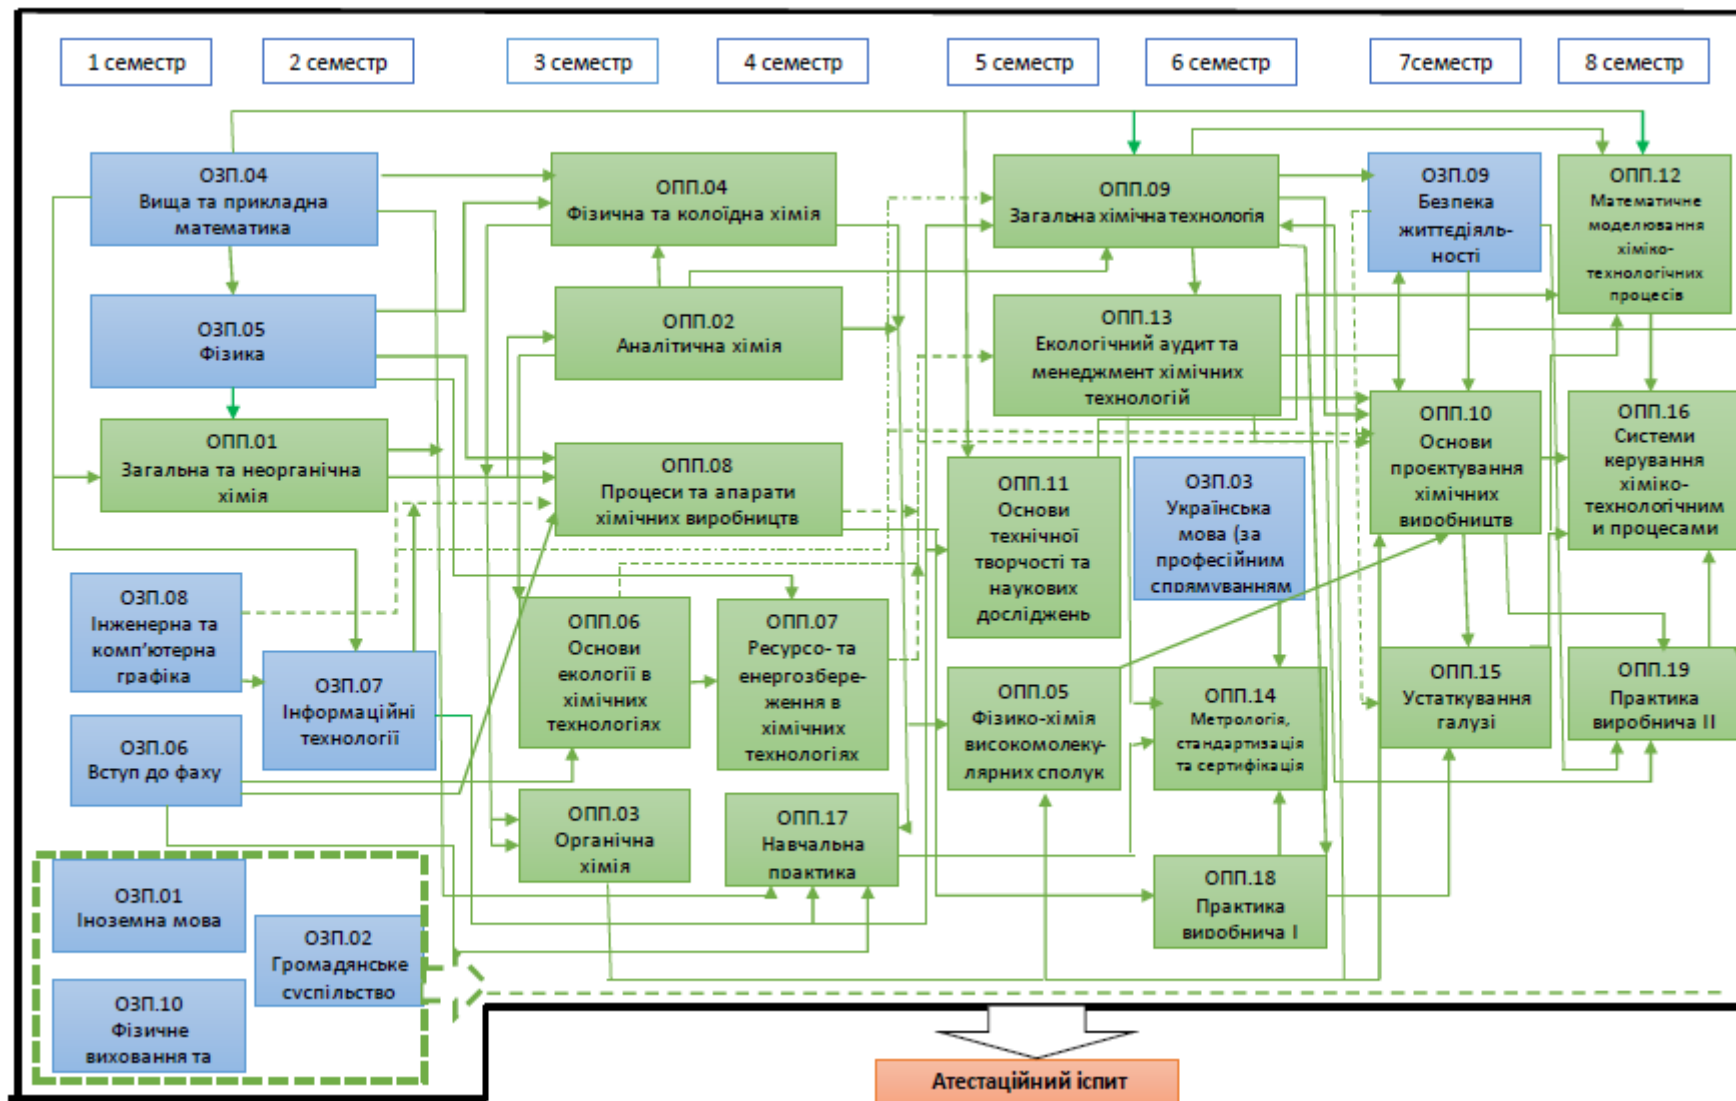 1 семестр
2 семестр
3 семестр
4 семестр
5 семестр
6 семестр
7семестр
8 семестр
ОЗП.04
Вища та прикладна
математика
ОПП.04
Фізична та колоїдна хімія
ОПП.09
Загальна хімічна технологія
ОЗП.09
Безпека
життєдіяль-
ності
ОПП.12
Математичне
моделювання
хіміко-
технологічних
процесів
ОЗП.05
Фізика
ОПП.02
Аналітична хімія
ОПП.13
Екологічний аудит та
менеджмент хімічних
технологій
ОПП.01
Загальна та неорганічна
хімія
ОПП.08
Процеси та апарати
хімічних виробництв
ОПП.11
Основи
технічної
творчості та
наукових
досліджень
ОЗП.03
Українська
мова (за
професійним
спрямуванням
ОПП.10
Основи
проєктування
хімічних
виробництв
ОПП.16
Системи
керування
хіміко-
технологічним
и процесами
ОЗП.08
Інженерна та
комп'ютерна
графіка
ОЗП.07
Інформаційні
технології
ОПП.06
Основи
екології в
хімічних
технологіях
ОПП.07
Ресурсо- та
енергозбере-
ження в
хімічних
технологіях
ОПП.05
Фізико-хімія
високомолеку-
лярних сполук
ОПП.14
Метрологія,
стандартизація
та сертифікація
ОПП.15
Устаткування
галузі
ОПП.19
Практика
виробнича ІІ
ОЗП.06
Вступ до фаху
ОПП.03
Органічна
хімія
ОПП.17
Навчальна
практика
ОПП.18
Практика
виробнича І
ОЗП.01
Іноземна мова
ОЗП.02
Громадянське
суспільство
ОЗП.10
Фізичне
виховання та
Атестаційний іспит